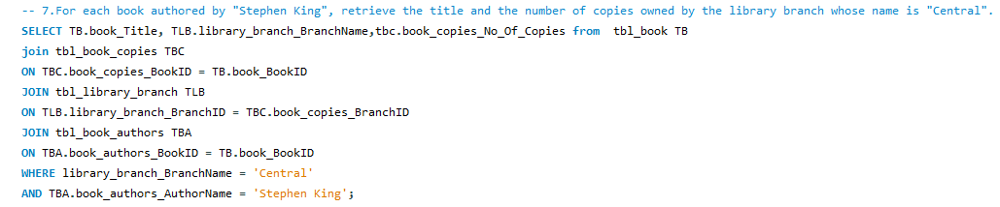 -- 7.For each book authored by "Stephen King", retrieve the title and the number of copies owned by the library branch whose name is "Central".
SELECT TB.book_Title, TLB.library_branch_BranchName,tbc.book_copies_No_Of_Copies from  tbl_book TB
join tbl_book_copies TBC
ON TBC.book_copies_BookID = TB.book_BookID
JOIN tbl_library_branch TLB
ON TLB.library_branch_BranchID = TBC.book_copies_BranchID
JOIN tbl_book_authors TBA
ON TBA.book_authors_BookID = TB.book_BookID
WHERE library_branch_BranchName = 'Central'
AND TBA.book_authors_AuthorName = 'Stephen King';